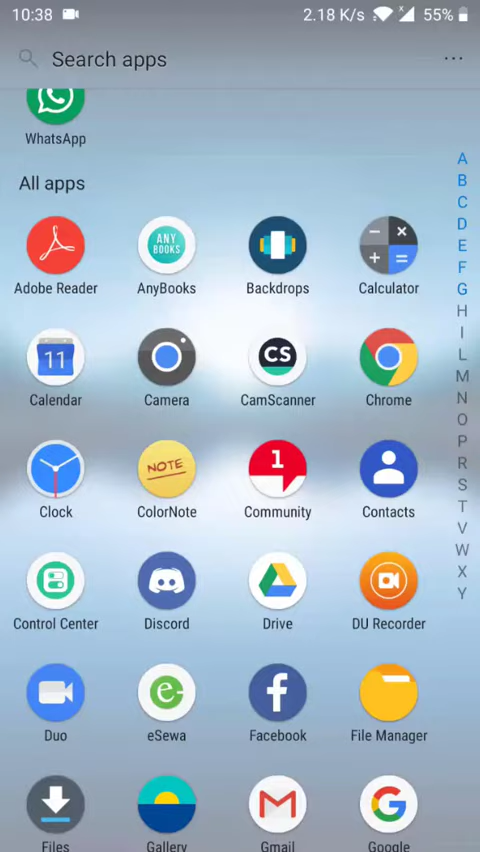 10:38 2.18 K/s x 55%
Search apps
WhatsApp
All apps
ANY
BOOKS
Adobe Reader AnyBooks Backdrops Calculator
11 CS
Calendar Camera CamScanner Chrome
NOTE 1
Clock ColorNote Community Contacts
Control Center Discord Drive DU Recorder
e-
Duo eSewa Facebook File Manager
Files Gallery Gmail Google
A
B
C
D
E
F
G
H
I
L
M
N
O
P
R
S
T
V
W
X
Y